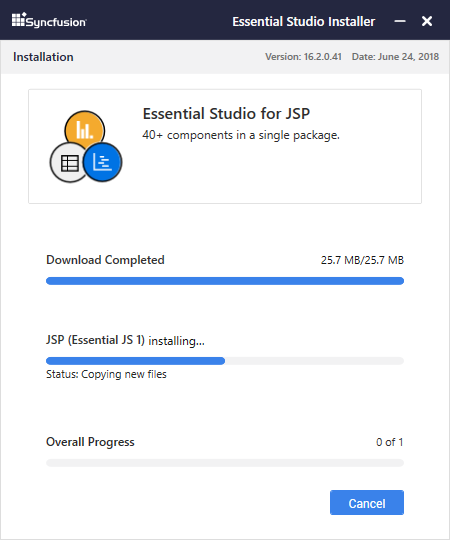 Syncfusion Essential Studio Installer
Installation Version: 16.2.0.41 Date: June 24, 2018
Essential Studio for JSP
40+ components in a single package.
Download Completed 25.7 MB/25.7 MB
JSP (Essential JS 1) installing...
Status: Copying new files
Overall Progress 0 of 1
Cancel